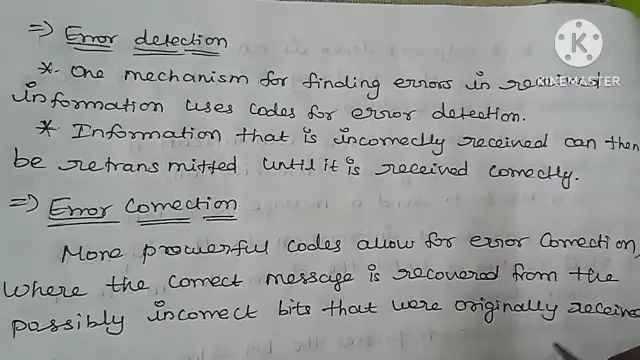 => Error detection
* One mechanism for finding errors in received
information uses codes for error detection.
* Information that is incorrectly received can then
be retransmitted until it is received correctly.
=> Error Correction
More powerful codes allow for error correction,
where the correct message is recovered from the
possibly incorrect bits that were originally received
K
KINEMASTER